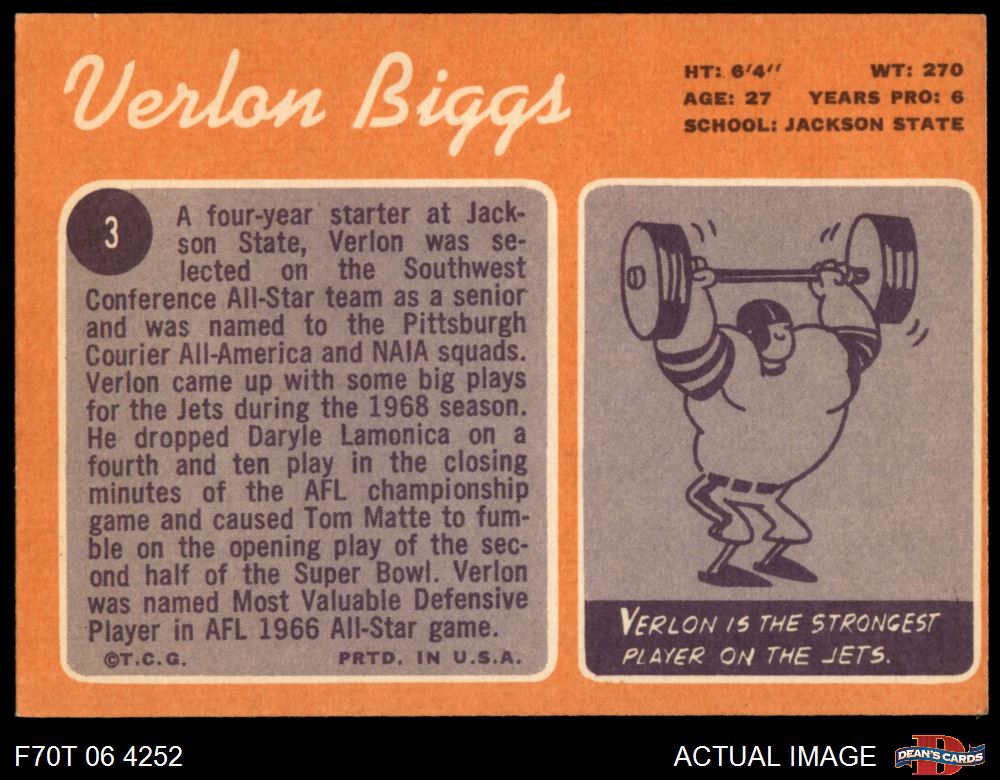 Verlon Biggs
HT: 6'4'' WT: 270
AGE: 27 YEARS PRO: 6
SCHOOL: JACKSON STATE
3
A four-year starter at Jack-
son State, Verlon was se-
lected on the Southwest
Conference All-Star team as a senior
and was named to the Pittsburgh
Courier All-America and NAIA squads.
Verlon came up with some big plays
for the Jets during the 1968 season.
He dropped Daryle Lamonica on a
fourth and ten play in the closing
minutes of the AFL championship
game and caused Tom Matte to fum-
ble on the opening play of the sec-
ond half of the Super Bowl. Verlon
was named Most Valuable Defensive
Player in AFL 1966 All-Star game.
©T.C.G. PRTD. IN U.S.A.
VERLON IS THE STRONGEST
PLAYER ON THE JETS.
F70T 06 4252
ACTUAL IMAGE
D
DEAN'S CARDS